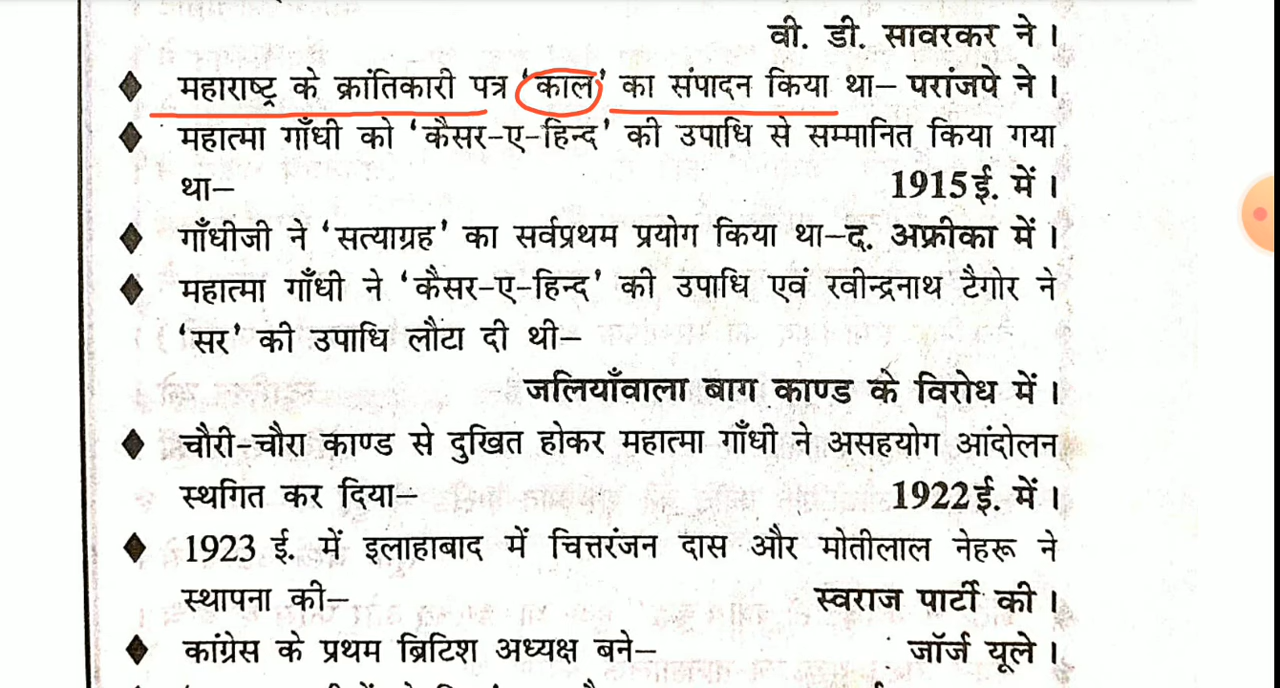 वी. डी. सावरकर ने।
♦ महाराष्ट्र के क्रांतिकारी पत्र 'काल' का संपादन किया था– परांजपे ने।
♦ महात्मा गाँधी को 'कैसर-ए-हिन्द' की उपाधि से सम्मानित किया गया
था– 1915 ई. में।
♦ गाँधीजी ने 'सत्याग्रह' का सर्वप्रथम प्रयोग किया था–द. अफ्रीका में।
♦ महात्मा गाँधी ने 'कैसर-ए-हिन्द' की उपाधि एवं रवीन्द्रनाथ टैगोर ने
'सर' की उपाधि लौटा दी थी–
जलियाँवाला बाग काण्ड के विरोध में।
♦ चौरी-चौरा काण्ड से दुखित होकर महात्मा गाँधी ने असहयोग आंदोलन
स्थगित कर दिया– 1922 ई. में।
♦ 1923 ई. में इलाहाबाद में चित्तरंजन दास और मोतीलाल नेहरू ने
स्थापना की– स्वराज पार्टी की।
♦ कांग्रेस के प्रथम ब्रिटिश अध्यक्ष बने– जॉर्ज यूले।